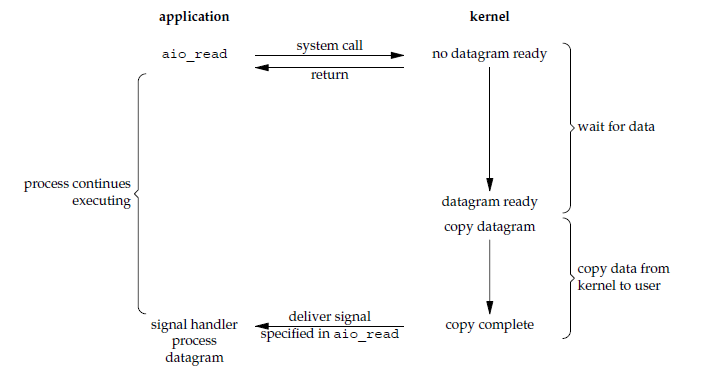 application
kernel
aio_read
system call
no datagram ready
return
wait for data
process continues
executing
datagram ready
copy datagram
copy data from
kernel to user
signal handler
deliver signal
copy complete
specified in aio_read
process
datagram